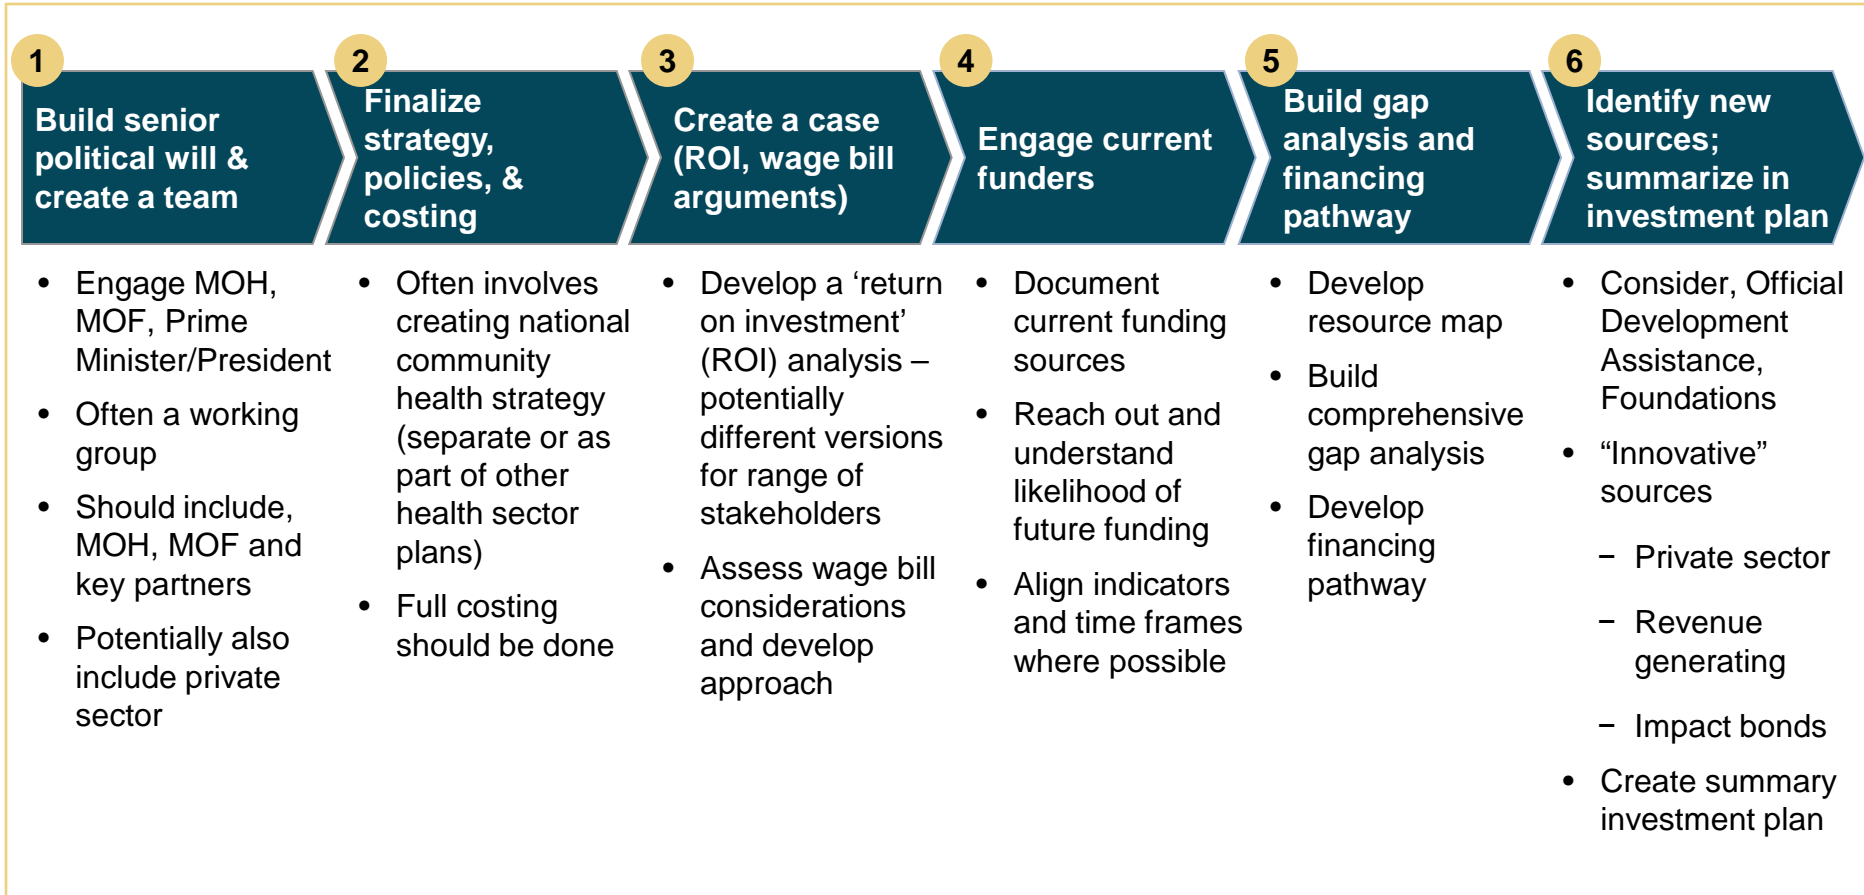 1
Build senior
political will &
create a team
• Engage MOH,
MOF, Prime
Minister/President
• Often a working
group
• Should include,
MOH, MOF and
key partners
• Potentially also
include private
sector
2
Finalize
strategy,
policies, &
costing
• Often involves
creating national
community
health strategy
(separate or as
part of other
health sector
plans)
• Full costing
should be done
3
Create a case
(ROI, wage bill
arguments)
• Develop a ‘return
on investment’
(ROI) analysis –
potentially
different versions
for range of
stakeholders
• Assess wage bill
considerations
and develop
approach
4
Engage current
funders
• Document
current funding
sources
• Reach out and
understand
likelihood of
future funding
• Align indicators
and time frames
where possible
5
Build gap
analysis and
financing
pathway
• Develop
resource map
• Build
comprehensive
gap analysis
• Develop
financing
pathway
6
Identify new
sources;
summarize in
investment plan
• Consider, Official
Development
Assistance,
Foundations
• “Innovative”
sources
− Private sector
− Revenue
generating
− Impact bonds
• Create summary
investment plan